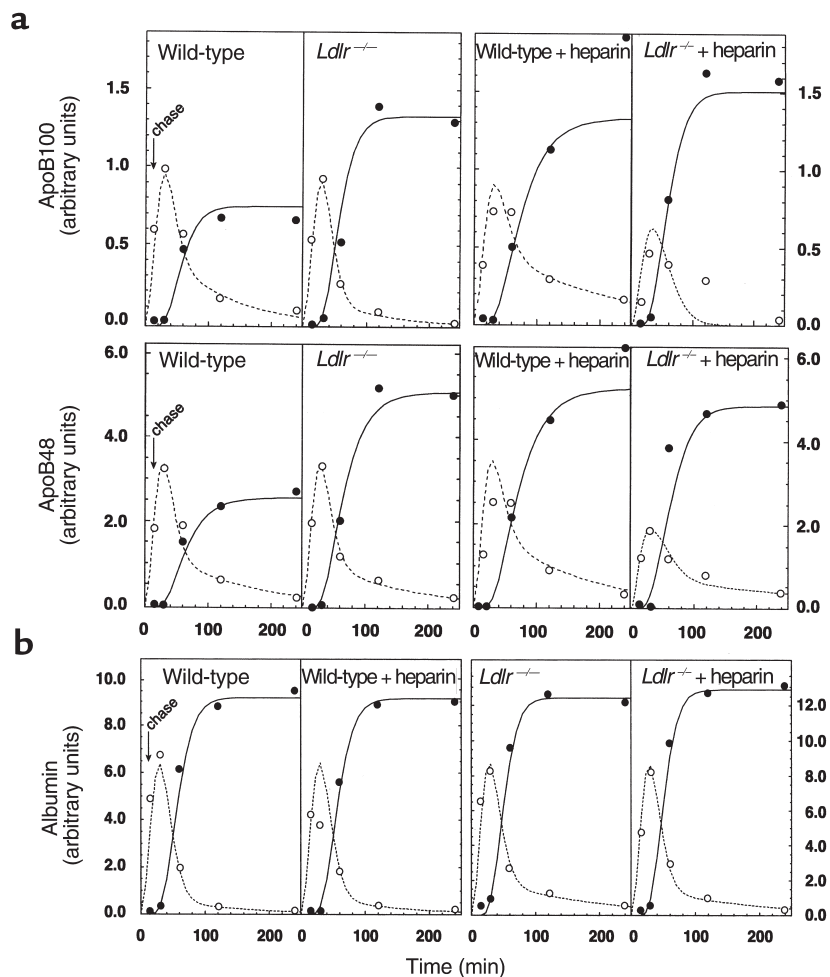 a
Wild-type
Ldlr–/–
Wild-type + heparin
Ldlr–/– + heparin
ApoB100
(arbitrary units)
chase
1.5
1.0
0.5
0.0
1.5
1.0
0.5
0.0
Wild-type
Ldlr–/–
Wild-type + heparin
Ldlr–/– + heparin
ApoB48
(arbitrary units)
chase
6.0
4.0
2.0
0.0
6.0
4.0
2.0
0.0
0 100 200 0 100 200 0 100 200 0 100 200
b
Wild-type
Wild-type + heparin
Ldlr–/–
Ldlr–/– + heparin
Albumin
(arbitrary units)
chase
10.0
8.0
6.0
4.0
2.0
0.0
12.0
10.0
8.0
6.0
4.0
2.0
0.0
0 100 200 0 100 200 0 100 200 0 100 200
Time (min)